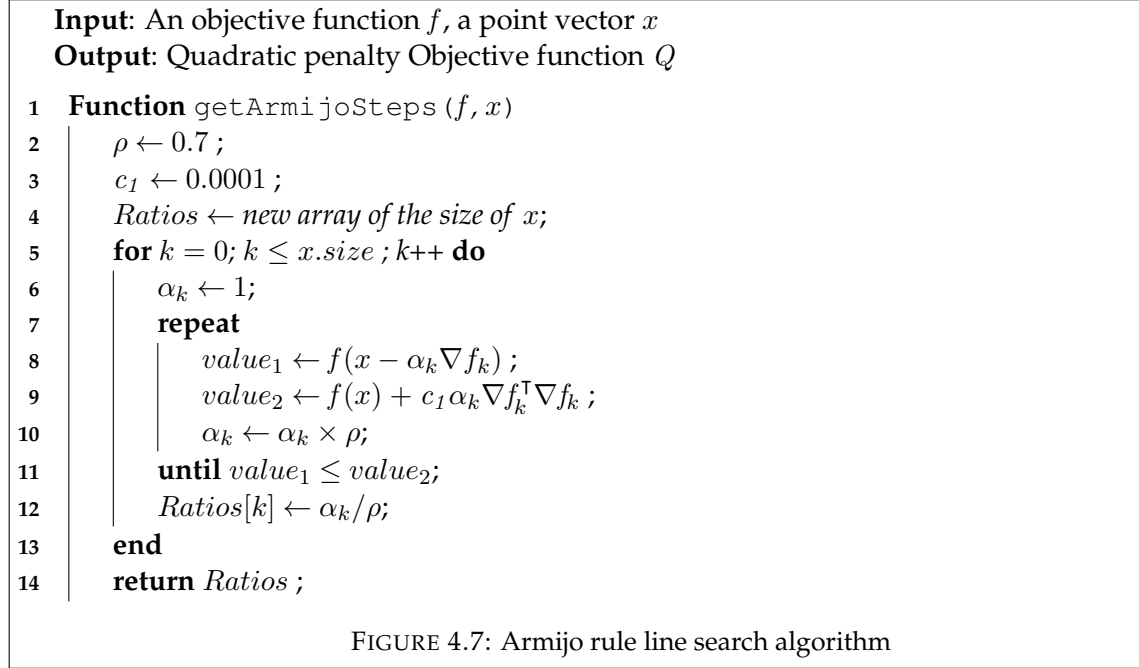 Input: An objective function f, a point vector x
Output: Quadratic penalty Objective function Q
1 Function getArmijoSteps(f, x)
2 ρ ← 0.7 ;
3 c₁ ← 0.0001 ;
4 Ratios ← new array of the size of x;
5 for k = 0; k ≤ x.size ; k++ do
6 αₖ ← 1;
7 repeat
8 value₁ ← f(x − αₖ∇fₖ) ;
9 value₂ ← f(x) + c₁αₖ∇fₖᵀ∇fₖ ;
10 αₖ ← αₖ × ρ;
11 until value₁ ≤ value₂;
12 Ratios[k] ← αₖ/ρ;
13 end
14 return Ratios ;
FIGURE 4.7: Armijo rule line search algorithm